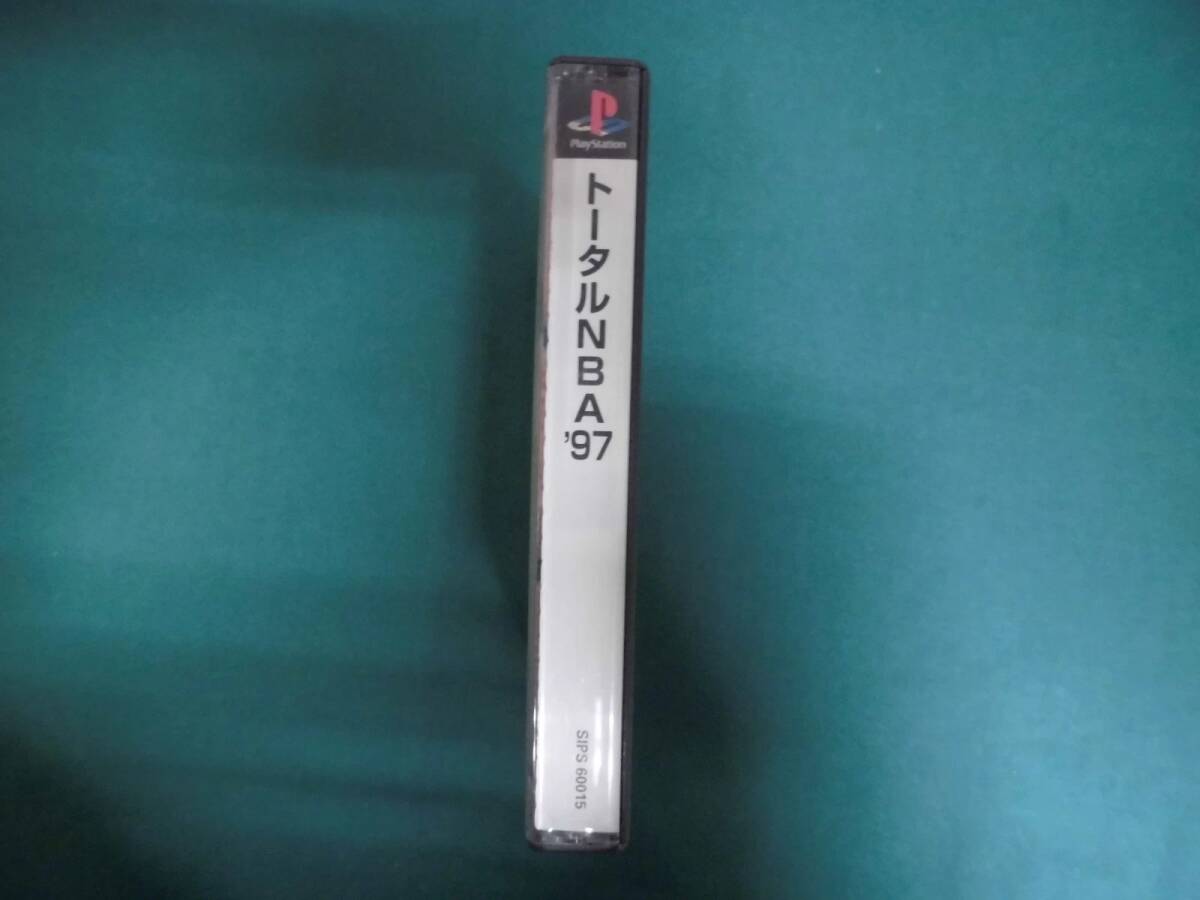 PlayStation
トータルNBA'97
SIPS 60015